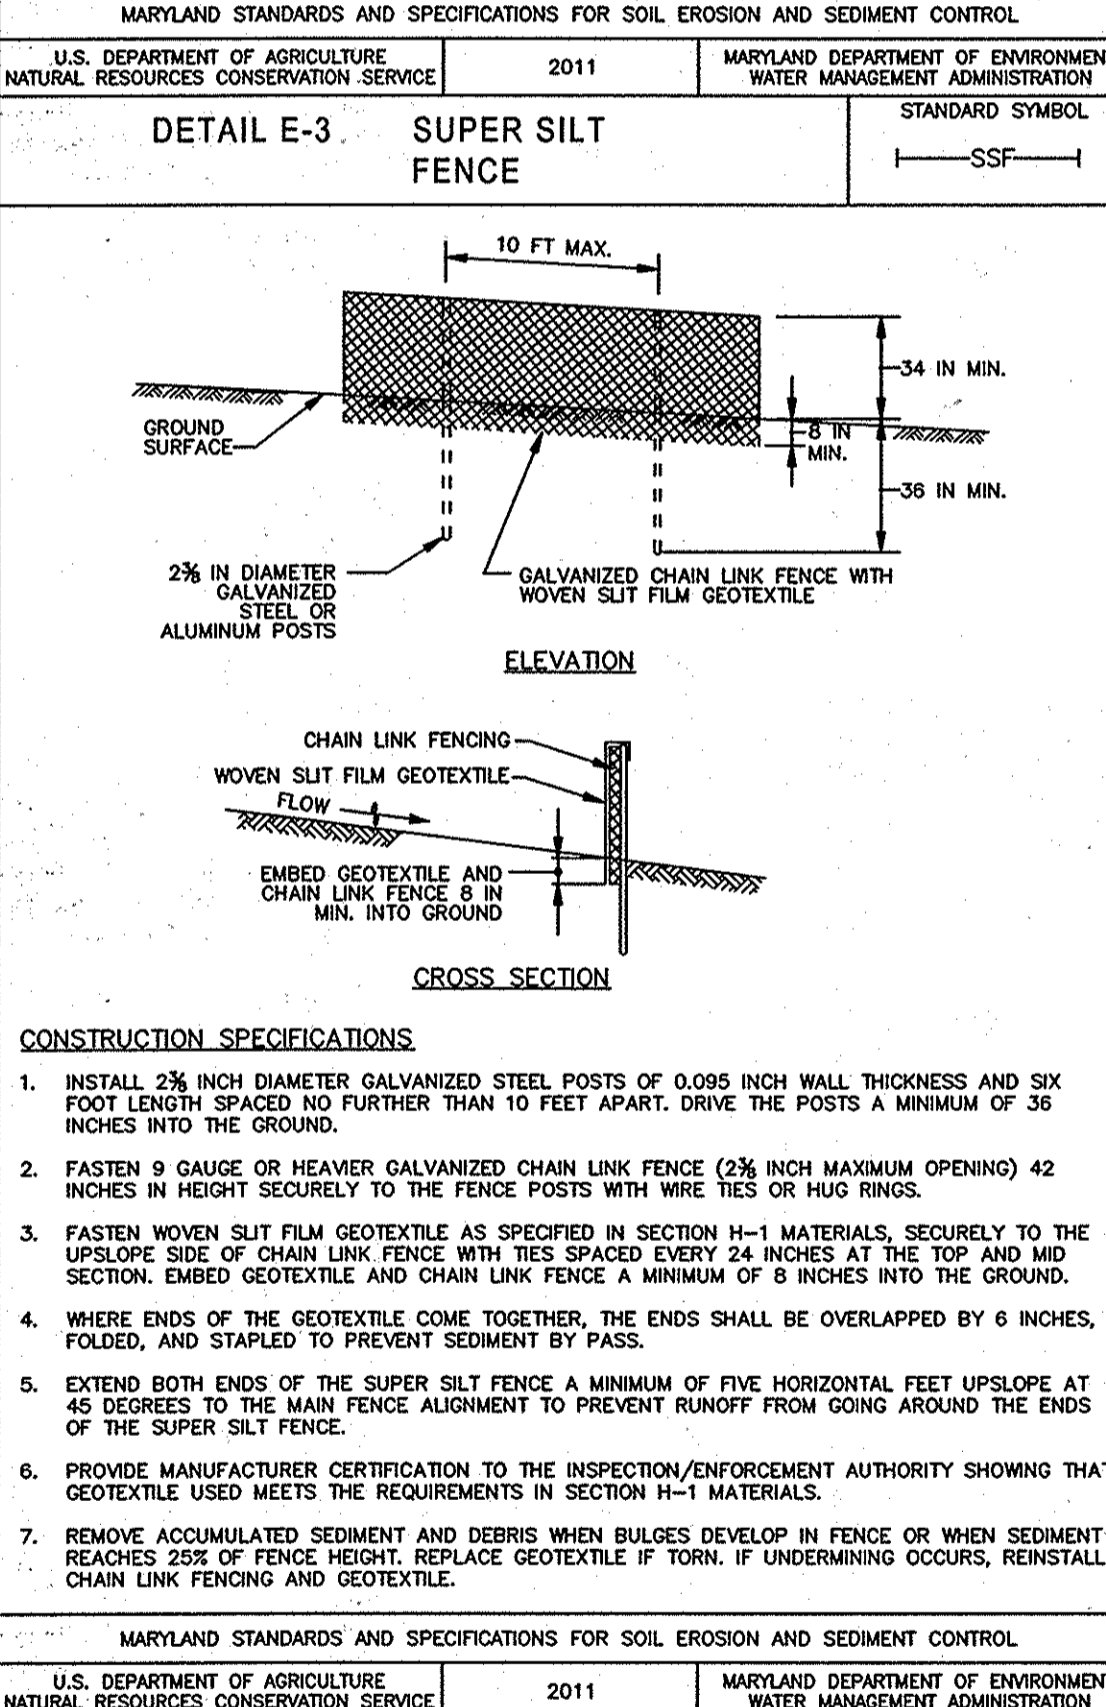 MARYLAND STANDARDS AND SPECIFICATIONS FOR SOIL EROSION AND SEDIMENT CONTROL
U.S. DEPARTMENT OF AGRICULTURE
NATURAL RESOURCES CONSERVATION SERVICE
2011
MARYLAND DEPARTMENT OF ENVIRONMEN
WATER MANAGEMENT ADMINISTRATION
DETAIL E-3 SUPER SILT
FENCE
STANDARD SYMBOL
SSF
10 FT MAX.
34 IN MIN.
GROUND
SURFACE
8 IN
MIN.
36 IN MIN.
2⅜ IN DIAMETER
GALVANIZED
STEEL OR
ALUMINUM POSTS
GALVANIZED CHAIN LINK FENCE WITH
WOVEN SLIT FILM GEOTEXTILE
ELEVATION
CHAIN LINK FENCING
WOVEN SLIT FILM GEOTEXTILE
FLOW
EMBED GEOTEXTILE AND
CHAIN LINK FENCE 8 IN
MIN. INTO GROUND
CROSS SECTION
CONSTRUCTION SPECIFICATIONS
1. INSTALL 2⅜ INCH DIAMETER GALVANIZED STEEL POSTS OF 0.095 INCH WALL THICKNESS AND SIX
FOOT LENGTH SPACED NO FURTHER THAN 10 FEET APART. DRIVE THE POSTS A MINIMUM OF 36
INCHES INTO THE GROUND.
2. FASTEN 9 GAUGE OR HEAVIER GALVANIZED CHAIN LINK FENCE (2⅜ INCH MAXIMUM OPENING) 42
INCHES IN HEIGHT SECURELY TO THE FENCE POSTS WITH WIRE TIES OR HUG RINGS.
3. FASTEN WOVEN SLIT FILM GEOTEXTILE AS SPECIFIED IN SECTION H-1 MATERIALS, SECURELY TO THE
UPSLOPE SIDE OF CHAIN LINK FENCE WITH TIES SPACED EVERY 24 INCHES AT THE TOP AND MID
SECTION. EMBED GEOTEXTILE AND CHAIN LINK FENCE A MINIMUM OF 8 INCHES INTO THE GROUND.
4. WHERE ENDS OF THE GEOTEXTILE COME TOGETHER, THE ENDS SHALL BE OVERLAPPED BY 6 INCHES,
FOLDED, AND STAPLED TO PREVENT SEDIMENT BY PASS.
5. EXTEND BOTH ENDS OF THE SUPER SILT FENCE A MINIMUM OF FIVE HORIZONTAL FEET UPSLOPE AT
45 DEGREES TO THE MAIN FENCE ALIGNMENT TO PREVENT RUNOFF FROM GOING AROUND THE ENDS
OF THE SUPER SILT FENCE.
6. PROVIDE MANUFACTURER CERTIFICATION TO THE INSPECTION/ENFORCEMENT AUTHORITY SHOWING THAT
GEOTEXTILE USED MEETS THE REQUIREMENTS IN SECTION H-1 MATERIALS.
7. REMOVE ACCUMULATED SEDIMENT AND DEBRIS WHEN BULGES DEVELOP IN FENCE OR WHEN SEDIMENT
REACHES 25% OF FENCE HEIGHT. REPLACE GEOTEXTILE IF TORN. IF UNDERMINING OCCURS, REINSTALL
CHAIN LINK FENCING AND GEOTEXTILE.
MARYLAND STANDARDS AND SPECIFICATIONS FOR SOIL EROSION AND SEDIMENT CONTROL
U.S. DEPARTMENT OF AGRICULTURE
NATURAL RESOURCES CONSERVATION SERVICE
2011
MARYLAND DEPARTMENT OF ENVIRONMEN
WATER MANAGEMENT ADMINISTRATION